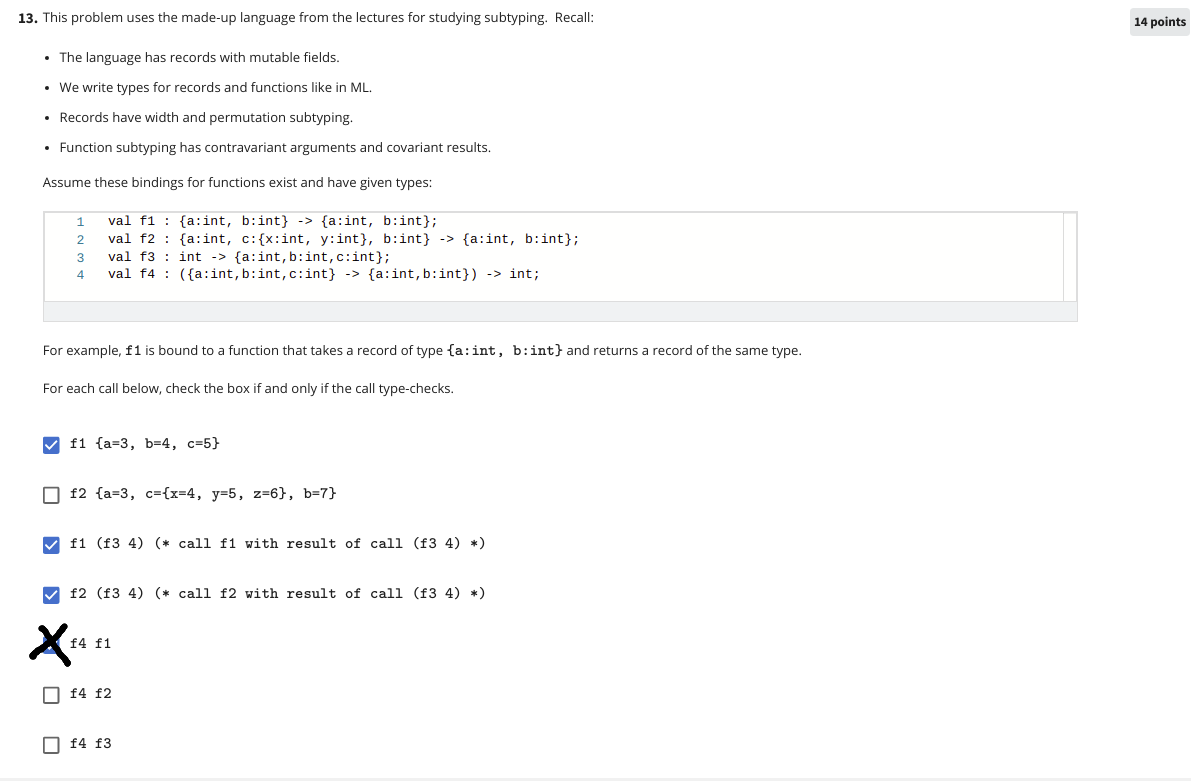 13. This problem uses the made-up language from the lectures for studying subtyping. Recall:
14 points
• The language has records with mutable fields.
• We write types for records and functions like in ML.
• Records have width and permutation subtyping.
• Function subtyping has contravariant arguments and covariant results.
Assume these bindings for functions exist and have given types:
1 val f1 : {a:int, b:int} -> {a:int, b:int};
2 val f2 : {a:int, c:{x:int, y:int}, b:int} -> {a:int, b:int};
3 val f3 : int -> {a:int,b:int,c:int};
4 val f4 : ({a:int,b:int,c:int} -> {a:int,b:int}) -> int;
For example, f1 is bound to a function that takes a record of type {a:int, b:int} and returns a record of the same type.
For each call below, check the box if and only if the call type-checks.
f1 {a=3, b=4, c=5}
f2 {a=3, c={x=4, y=5, z=6}, b=7}
f1 (f3 4) (* call f1 with result of call (f3 4) *)
f2 (f3 4) (* call f2 with result of call (f3 4) *)
f4 f1
f4 f2
f4 f3